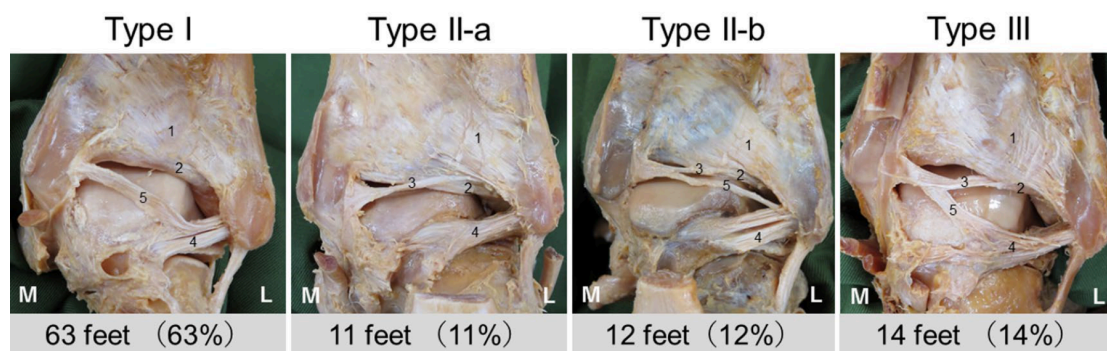 Type I
Type II-a
Type II-b
Type III
1
2
5
4
M
L
1
2
3
4
M
L
1
3
2
5
4
M
L
1
3
2
5
4
M
L
63 feet (63%)
11 feet (11%)
12 feet (12%)
14 feet (14%)